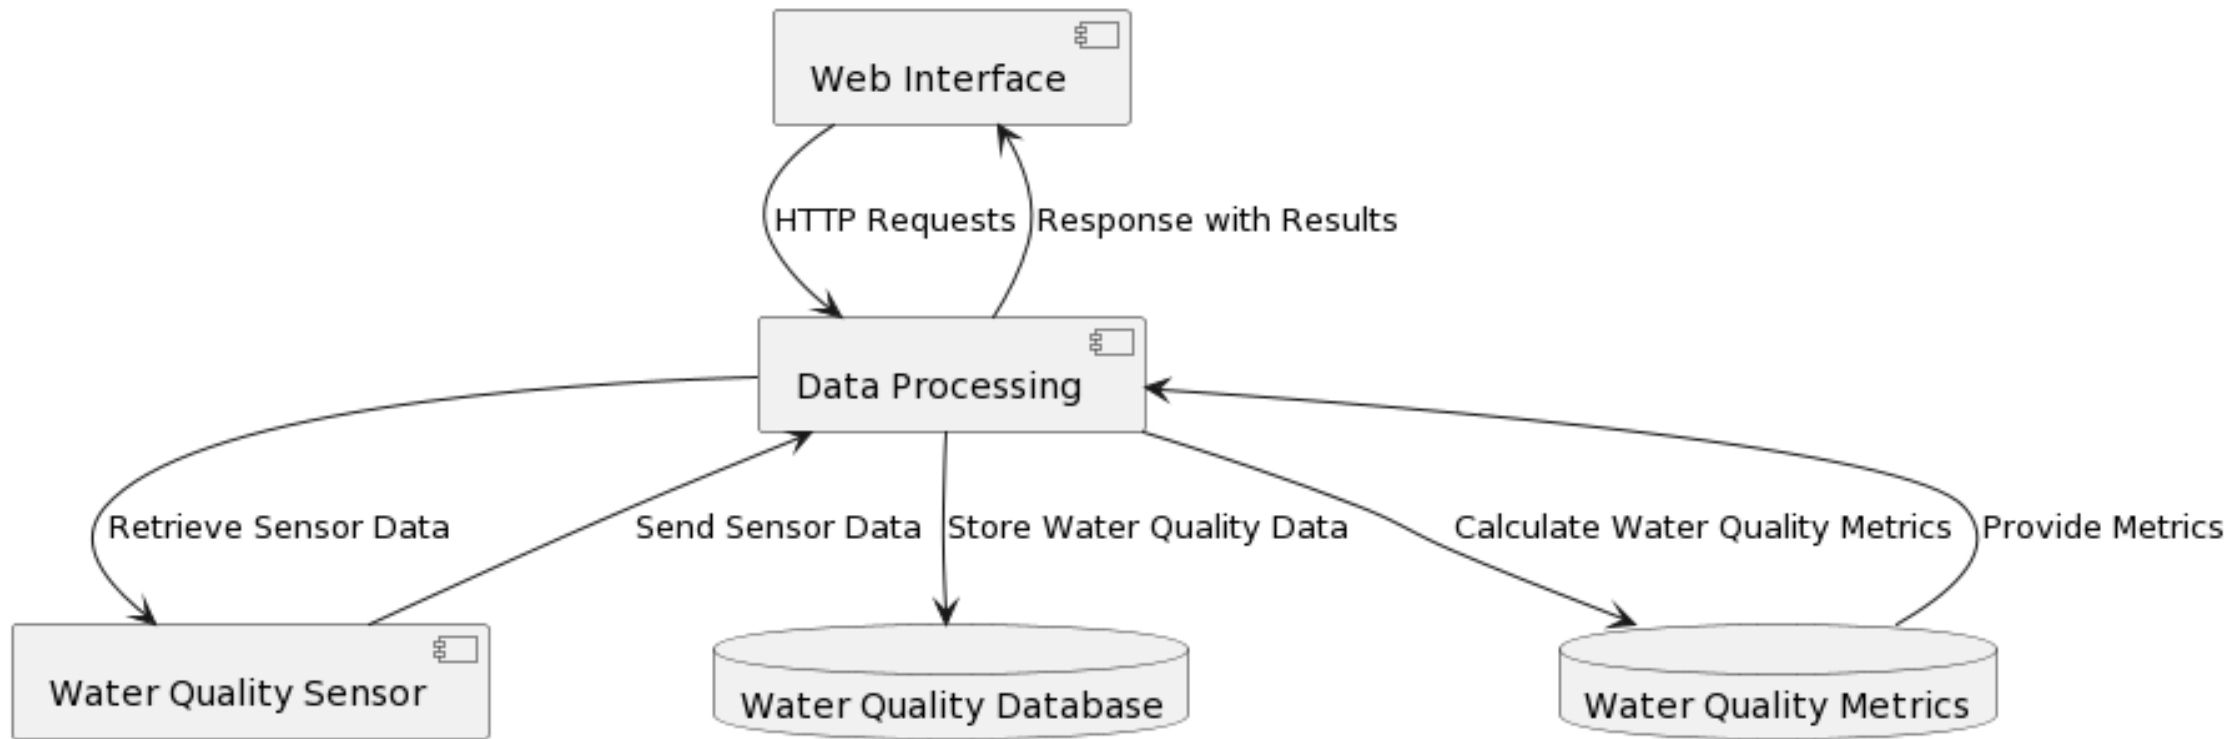 Web Interface
HTTP Requests
Response with Results
Data Processing
Retrieve Sensor Data
Send Sensor Data
Store Water Quality Data
Calculate Water Quality Metrics
Provide Metrics
Water Quality Sensor
Water Quality Database
Water Quality Metrics